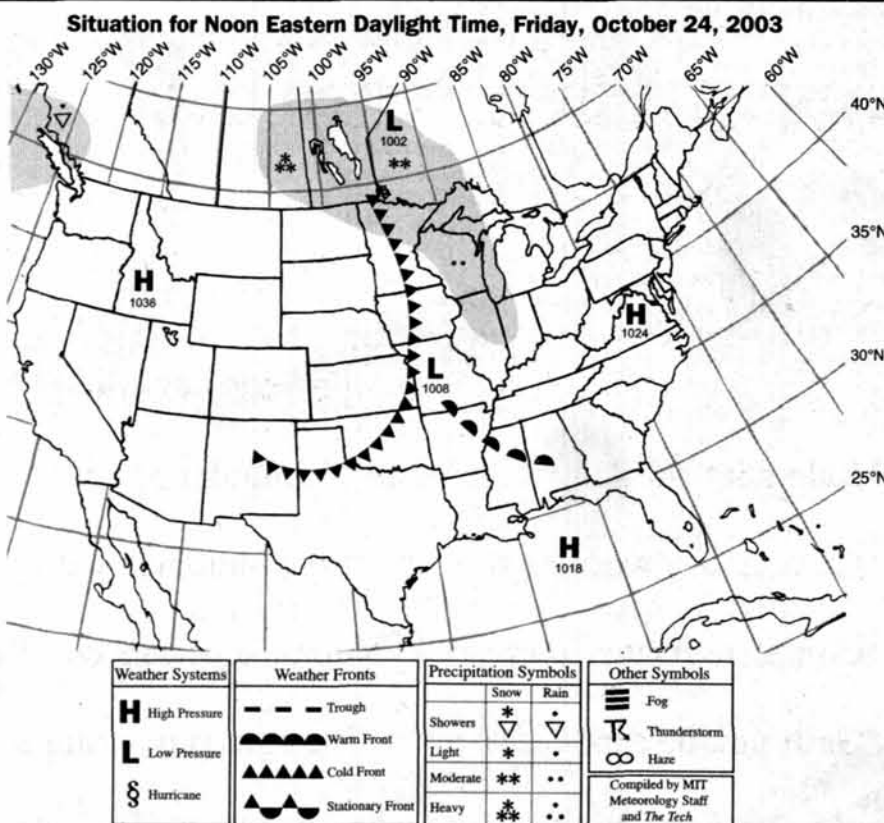 Situation for Noon Eastern Daylight Time, Friday, October 24, 2003
130°W 125°W 120°W 115°W 110°W 105°W 100°W 95°W 90°W 85°W 80°W 75°W 70°W 65°W 60°W
40°N
35°N
30°N
25°N
L
1002
H
1036
H
1024
L
1008
H
1018
Weather Systems
H High Pressure
L Low Pressure
Hurricane
Weather Fronts
Trough
Warm Front
Cold Front
Stationary Front
Precipitation Symbols
Snow Rain
Showers
Light
Moderate
Heavy
Other Symbols
Fog
Thunderstorm
Haze
Compiled by MIT
Meteorology Staff
and The Tech